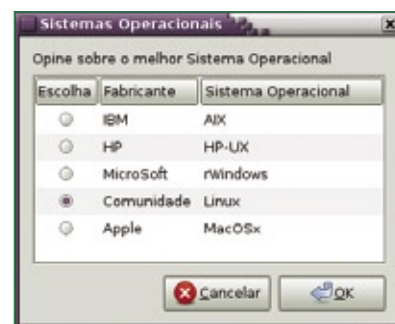 Sistemas Operacionais
Opine sobre o melhor Sistema Operacional
Escolha Fabricante Sistema Operacional
IBM AIX
HP HP-UX
MicroSoft rWindows
Comunidade Linux
Apple MacOSx
Cancelar OK